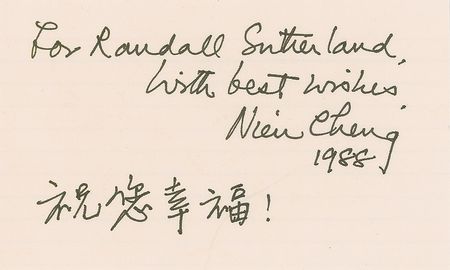 For Randall Sutherland,
With best wishes
Nien Cheng
1988
祝您幸福!